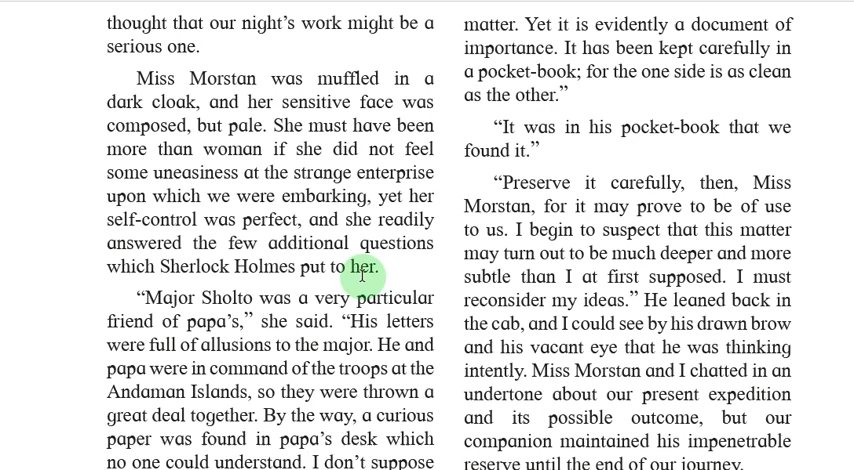 thought that our night’s work might be a
serious one.
Miss Morstan was muffled in a
dark cloak, and her sensitive face was
composed, but pale. She must have been
more than woman if she did not feel
some uneasiness at the strange enterprise
upon which we were embarking, yet her
self-control was perfect, and she readily
answered the few additional questions
which Sherlock Holmes put to her.
“Major Sholto was a very particular
friend of papa’s,” she said. “His letters
were full of allusions to the major. He and
papa were in command of the troops at the
Andaman Islands, so they were thrown a
great deal together. By the way, a curious
paper was found in papa’s desk which
no one could understand. I don’t suppose
matter. Yet it is evidently a document of
importance. It has been kept carefully in
a pocket-book; for the one side is as clean
as the other.”
“It was in his pocket-book that we
found it.”
“Preserve it carefully, then, Miss
Morstan, for it may prove to be of use
to us. I begin to suspect that this matter
may turn out to be much deeper and more
subtle than I at first supposed. I must
reconsider my ideas.” He leaned back in
the cab, and I could see by his drawn brow
and his vacant eye that he was thinking
intently. Miss Morstan and I chatted in an
undertone about our present expedition
and its possible outcome, but our
companion maintained his impenetrable
reserve until the end of our journey.